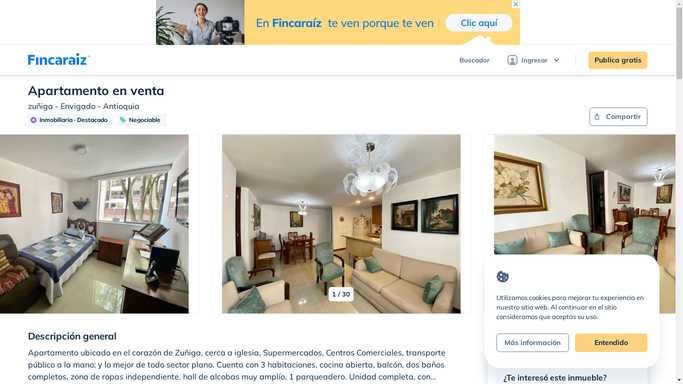 En Fincaraíz te ven porque te ven
Clic aquí
Fincaraíz
Buscador
Ingresar
Publica gratis
Apartamento en venta
zuñiga - Envigado - Antioquia
Inmobiliaria · Destacado
Negociable
Compartir
1 / 30
Utilizamos cookies para mejorar tu experiencia en
nuestro sitio web. Al continuar en el sitio
consideramos que aceptas su uso.
Más información
Entendido
Descripción general
Apartamento ubicado en el corazón de Zuñiga, cerca a iglesia, Supermercados, Centros Comerciales, transporte
público a la mano; y lo mejor de todo sector plano. Cuenta con 3 habitaciones, cocina abierta, balcón, dos baños
completos, zona de ropas independiente, hall de alcobas muy amplio, 1 parqueadero. Unidad completa, con...
¿Te interesó este inmueble?